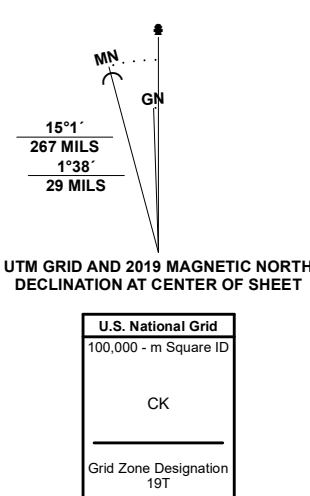 MN
GN
15°1´
267 MILS
1°38´
29 MILS
UTM GRID AND 2019 MAGNETIC NORTH
DECLINATION AT CENTER OF SHEET
U.S. National Grid
100,000 - m Square ID
CK
Grid Zone Designation
19T